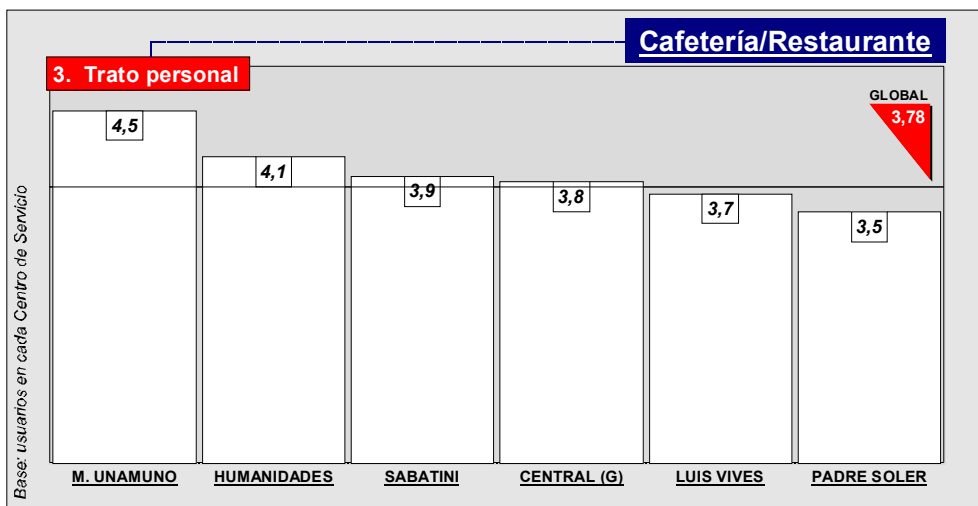 Cafetería/Restaurante
3. Trato personal
GLOBAL
3,78
4,5
4,1
3,9
3,8
3,7
3,5
Base: usuarios en cada Centro de Servicio
M. UNAMUNO
HUMANIDADES
SABATINI
CENTRAL (G)
LUIS VIVES
PADRE SOLER